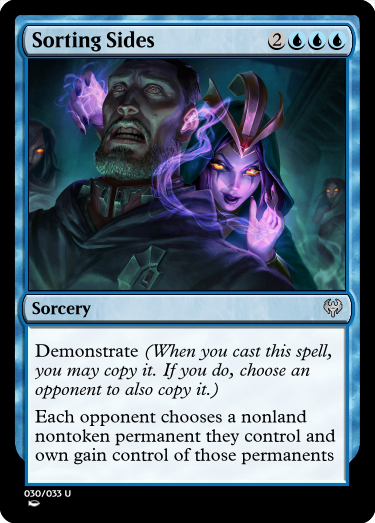 Sorting Sides 2
Sorcery
Demonstrate (When you cast this spell,
you may copy it. If you do, choose an
opponent to also copy it.)
Each opponent chooses a nonland
nontoken permanent they control and
own gain control of those permanents
030/033 U